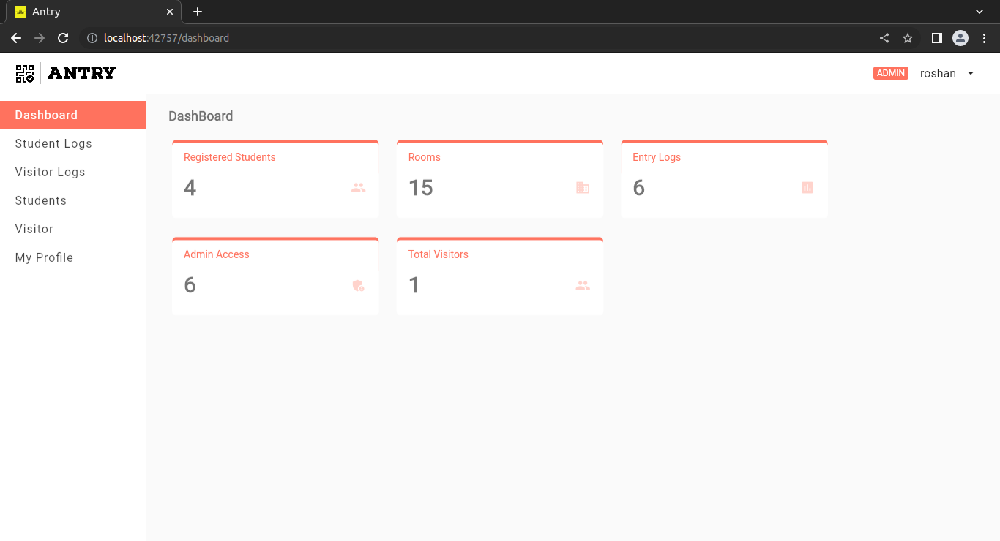 Antry
localhost:42757/dashboard
ANTRY
ADMIN roshan
Dashboard
Student Logs
Visitor Logs
Students
Visitor
My Profile
DashBoard
Registered Students
4
Rooms
15
Entry Logs
6
Admin Access
6
Total Visitors
1